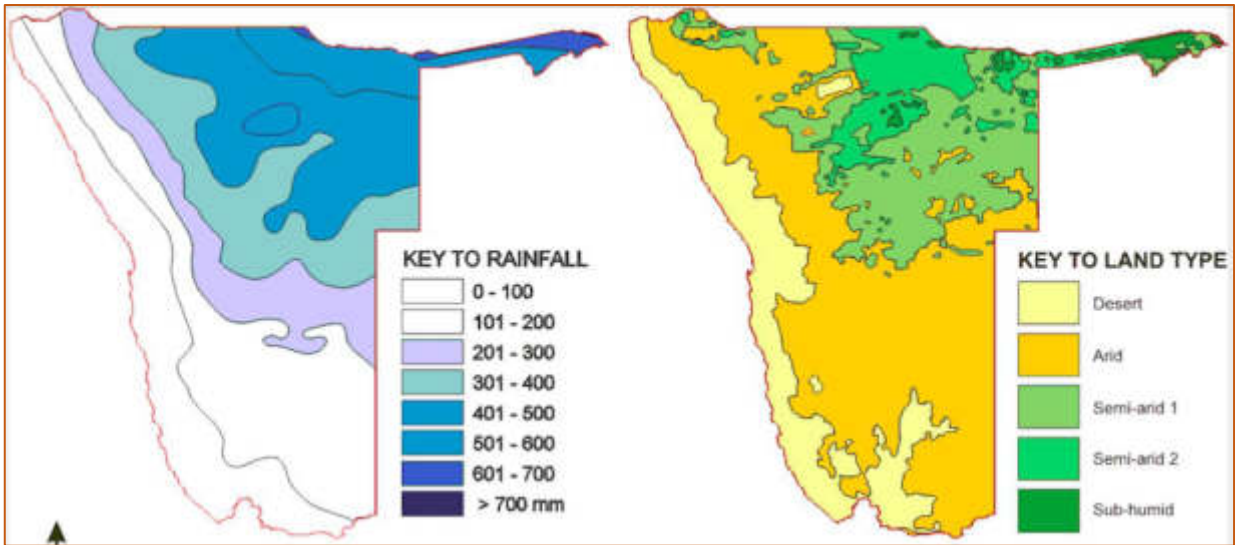 KEY TO RAINFALL
0 - 100
101 - 200
201 - 300
301 - 400
401 - 500
501 - 600
601 - 700
> 700 mm
KEY TO LAND TYPE
Desert
Arid
Semi-arid 1
Semi-arid 2
Sub-humid